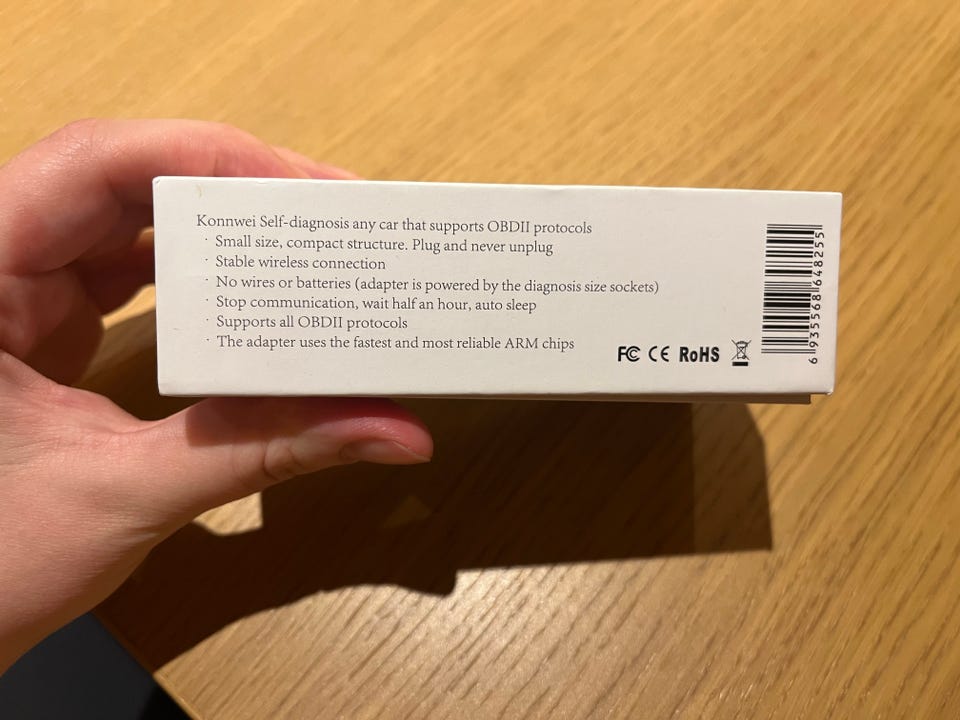 Konnwei Self-diagnosis any car that supports OBDII protocols
· Small size, compact structure. Plug and never unplug
· Stable wireless connection
· No wires or batteries (adapter is powered by the diagnosis size sockets)
· Stop communication, wait half an hour, auto sleep
· Supports all OBDII protocols
· The adapter uses the fastest and most reliable ARM chips
FC CE RoHS
6 935568 648255